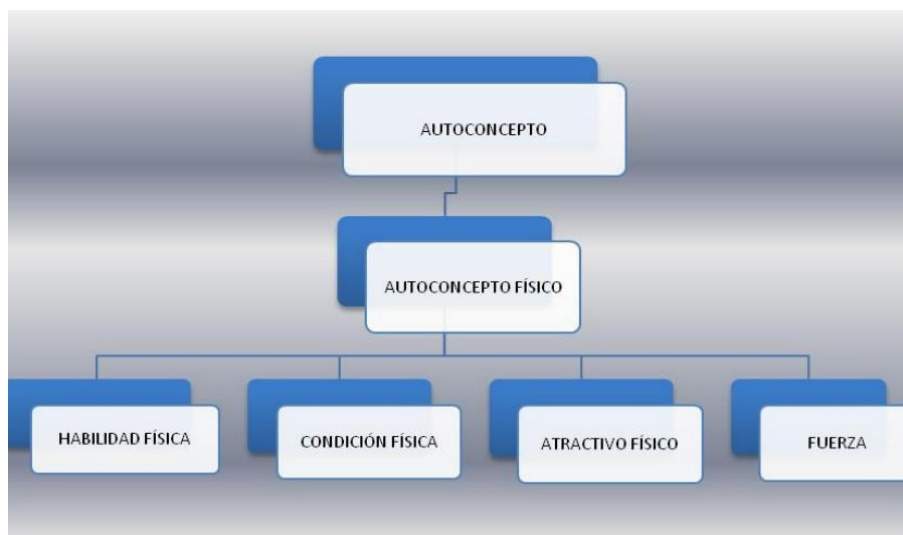 AUTOCONCEPTO
AUTOCONCEPTO FÍSICO
HABILIDAD FÍSICA
CONDICIÓN FÍSICA
ATRACTIVO FÍSICO
FUERZA